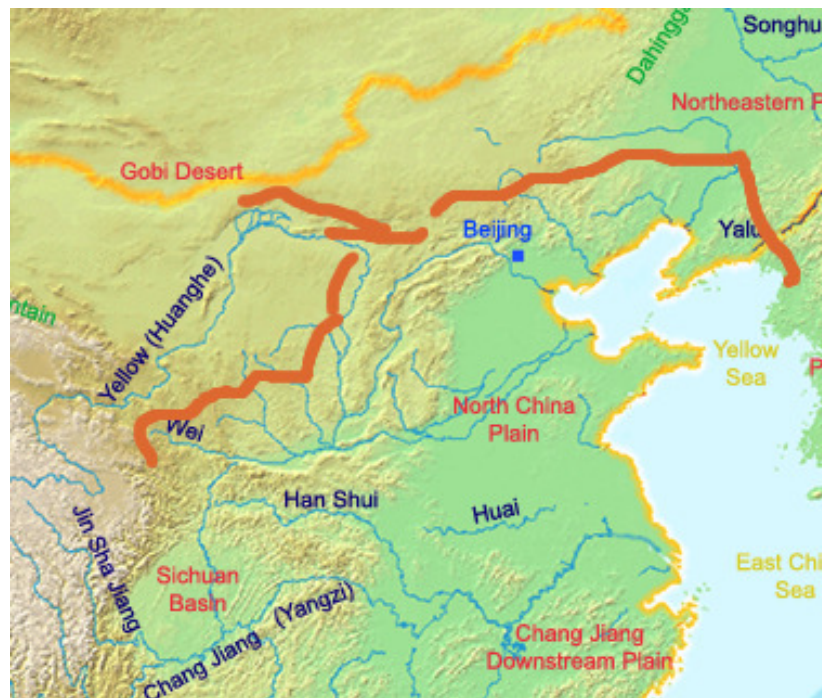 Songhu
Dahingga
Northeastern P
Gobi Desert
Beijing
Yalu
Yellow (Huanghe)
ntain
Yellow
Sea
P
North China
Plain
Wei
Han Shui
Huai
Jin Sha Jiang
Sichuan
Basin
East Chi
Sea
Chang Jiang (Yangzi)
Chang Jiang
Downstream Plain